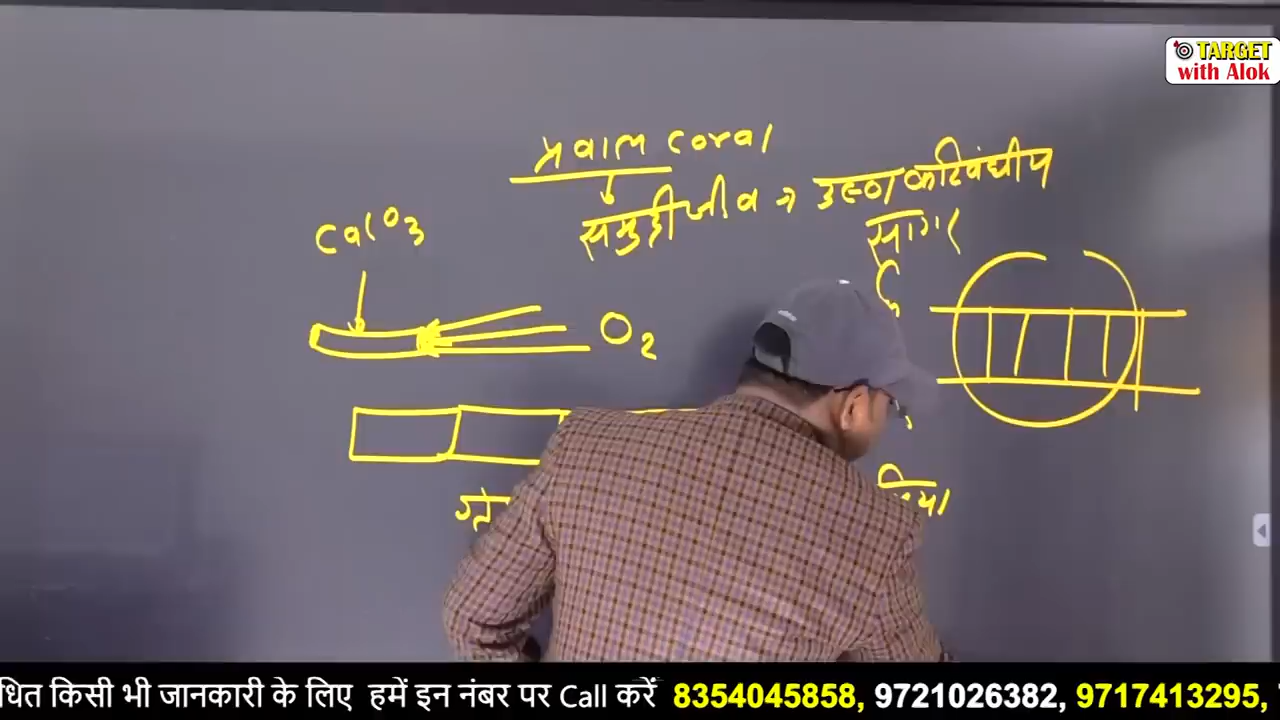 TARGET
with Alok
प्रवाल coral
समुद्री जीव → उष्ण कटिबंधीय
सागर
CaCO3
O2
धित किसी भी जानकारी के लिए हमें इन नंबर पर Call करें 8354045858, 9721026382, 9717413295,